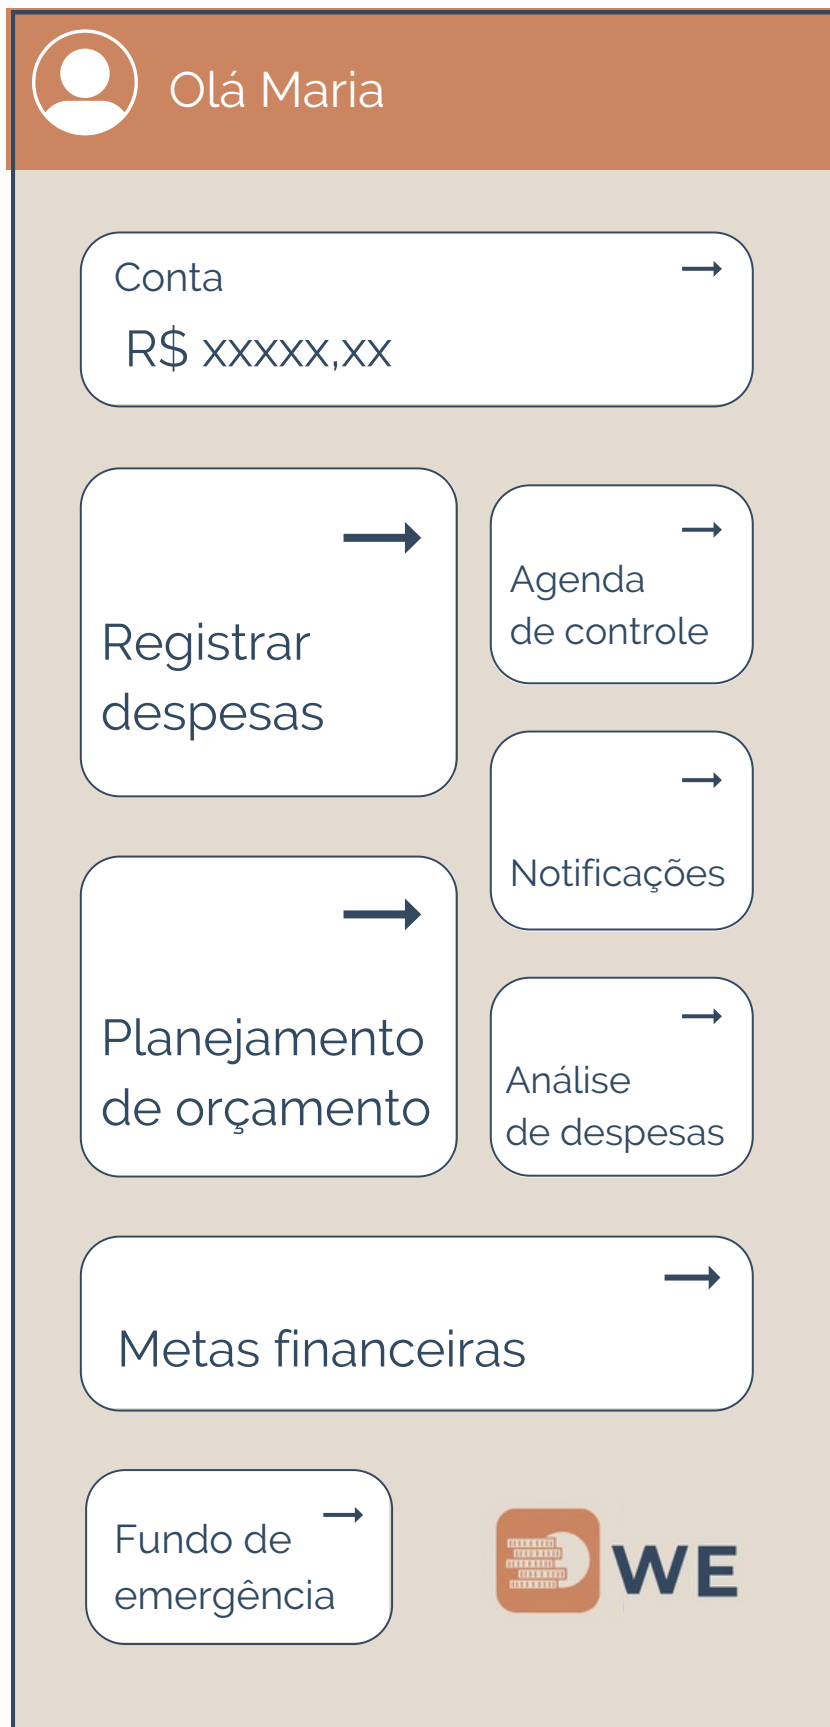 Olá Maria
Conta
R$ xxxxx,xx
Registrar
despesas
Agenda
de controle
Notificações
Planejamento
de orçamento
Análise
de despesas
Metas financeiras
Fundo de
emergência
WE